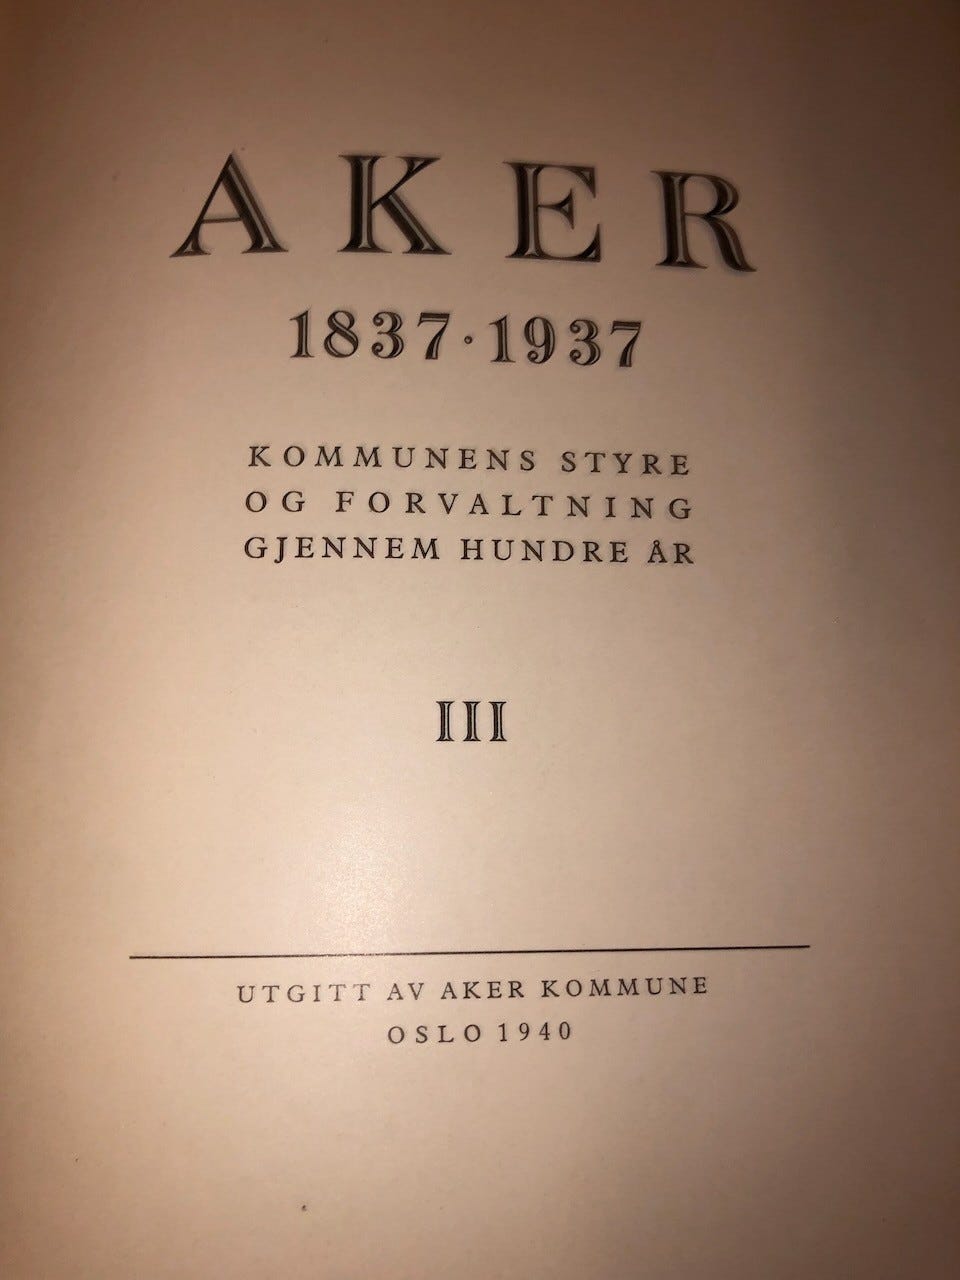 AKER
1837·1937
KOMMUNENS STYRE
OG FORVALTNING
GJENNEM HUNDRE ÅR
III
UTGITT AV AKER KOMMUNE
OSLO 1940